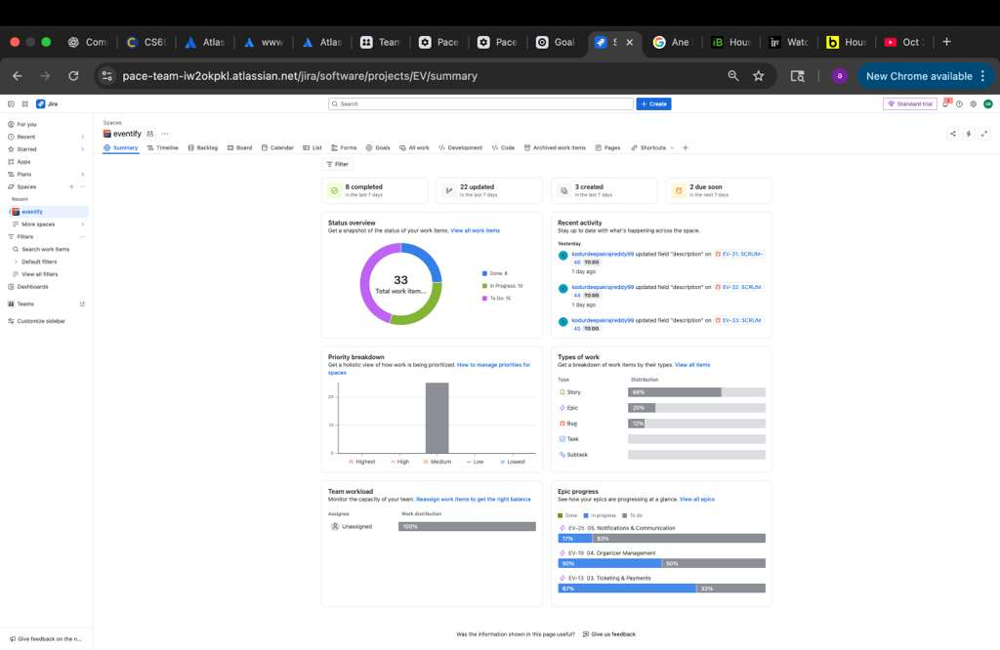 Com
CS6
Atlas
www
Atlas
Team
Pace
Pace
Goal
S
Ane
Hous
Watc
Hous
Oct
pace-team-iw2okpkl.atlassian.net/jira/software/projects/EV/summary
a
New Chrome available
Jira
Search
+ Create
Standard trial
For you
Recent
Starred
Apps
Plans
Spaces
Recent
eventify
More spaces
Filters
Search work items
Default filters
View all filters
Dashboards
Teams
Customize sidebar
Give feedback on the n...
Spaces
eventify
Summary
Timeline
Backlog
Board
Calendar
List
Forms
Goals
All work
Development
Code
Archived work items
Pages
Shortcuts
Filter
8 completed
in the last 7 days
22 updated
in the last 7 days
3 created
in the last 7 days
2 due soon
in the next 7 days
Status overview
Get a snapshot of the status of your work items. View all work items
33
Total work item...
Done: 8
In Progress: 10
To Do: 15
Recent activity
Stay up to date with what's happening across the space.
Yesterday
kodurdeepakrajreddy99 updated field "description" on EV-31: SCRUM-
40 TO DO
1 day ago
kodurdeepakrajreddy99 updated field "description" on EV-32: SCRUM
44 TO DO
1 day ago
kodurdeepakrajreddy99 updated field "description" on EV-33: SCRUM
TO DO
Priority breakdown
Get a holistic view of how work is being prioritized. How to manage priorities for
spaces
20
10
0
Highest
High
Medium
Low
Lowest
Types of work
Get a breakdown of work items by their types. View all items
Type
Distribution
Story
68%
Epic
20%
Bug
12%
Task
Subtask
Team workload
Monitor the capacity of your team. Reassign work items to get the right balance
Assignee
Work distribution
Unassigned
100%
Epic progress
See how your epics are progressing at a glance. View all epics
Done
In progress
To do
EV-25 05. Notifications & Communication
17%
83%
EV-19 04. Organizer Management
50%
50%
EV-13 03. Ticketing & Payments
67%
33%
Was the information shown in this page useful?
Give us feedback